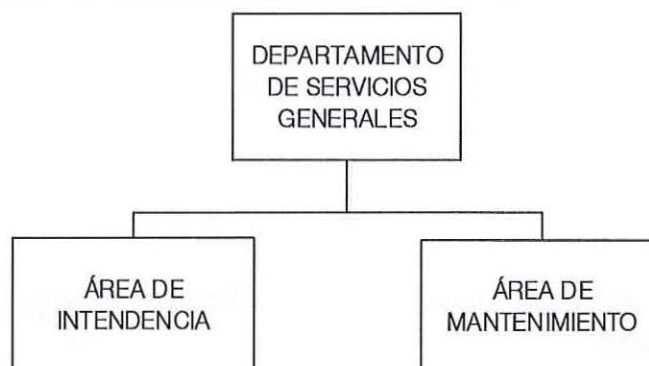 DEPARTAMENTO
DE SERVICIOS
GENERALES
ÁREA DE
INTENDENCIA
ÁREA DE
MANTENIMIENTO